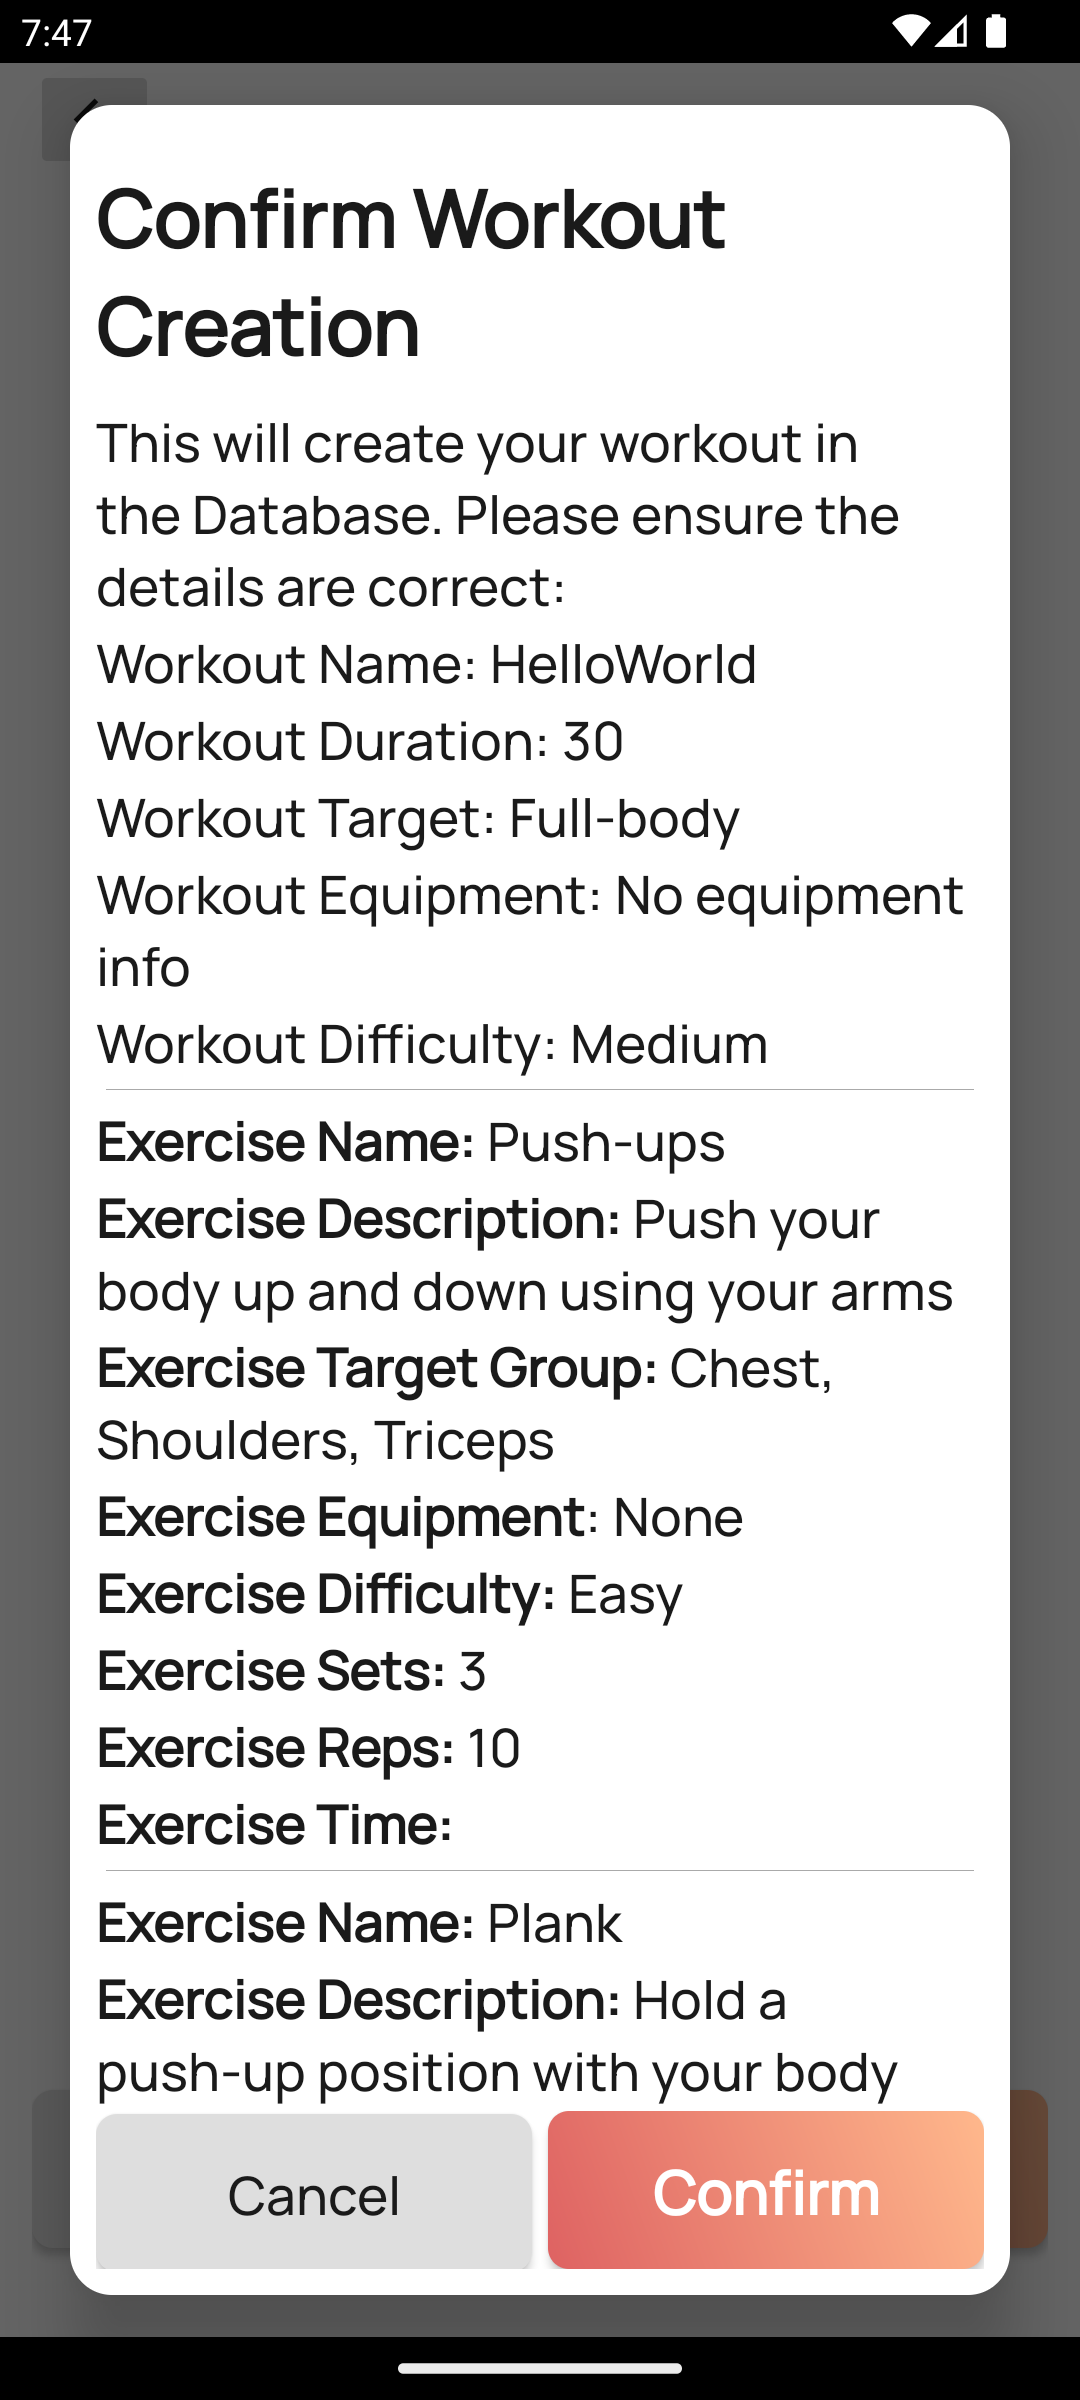 7:47
Confirm Workout
Creation
This will create your workout in
the Database. Please ensure the
details are correct:
Workout Name: HelloWorld
Workout Duration: 30
Workout Target: Full-body
Workout Equipment: No equipment
info
Workout Difficulty: Medium
Exercise Name: Push-ups
Exercise Description: Push your
body up and down using your arms
Exercise Target Group: Chest,
Shoulders, Triceps
Exercise Equipment: None
Exercise Difficulty: Easy
Exercise Sets: 3
Exercise Reps: 10
Exercise Time:
Exercise Name: Plank
Exercise Description: Hold a
push-up position with your body
Cancel
Confirm